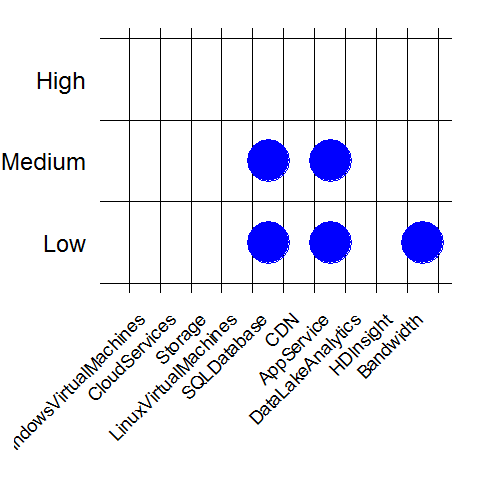 High
Medium
Low
ndowsVirtualMachines
CloudServices
Storage
LinuxVirtualMachines
SQLDatabase
CDN
AppService
DataLakeAnalytics
HDInsight
Bandwidth